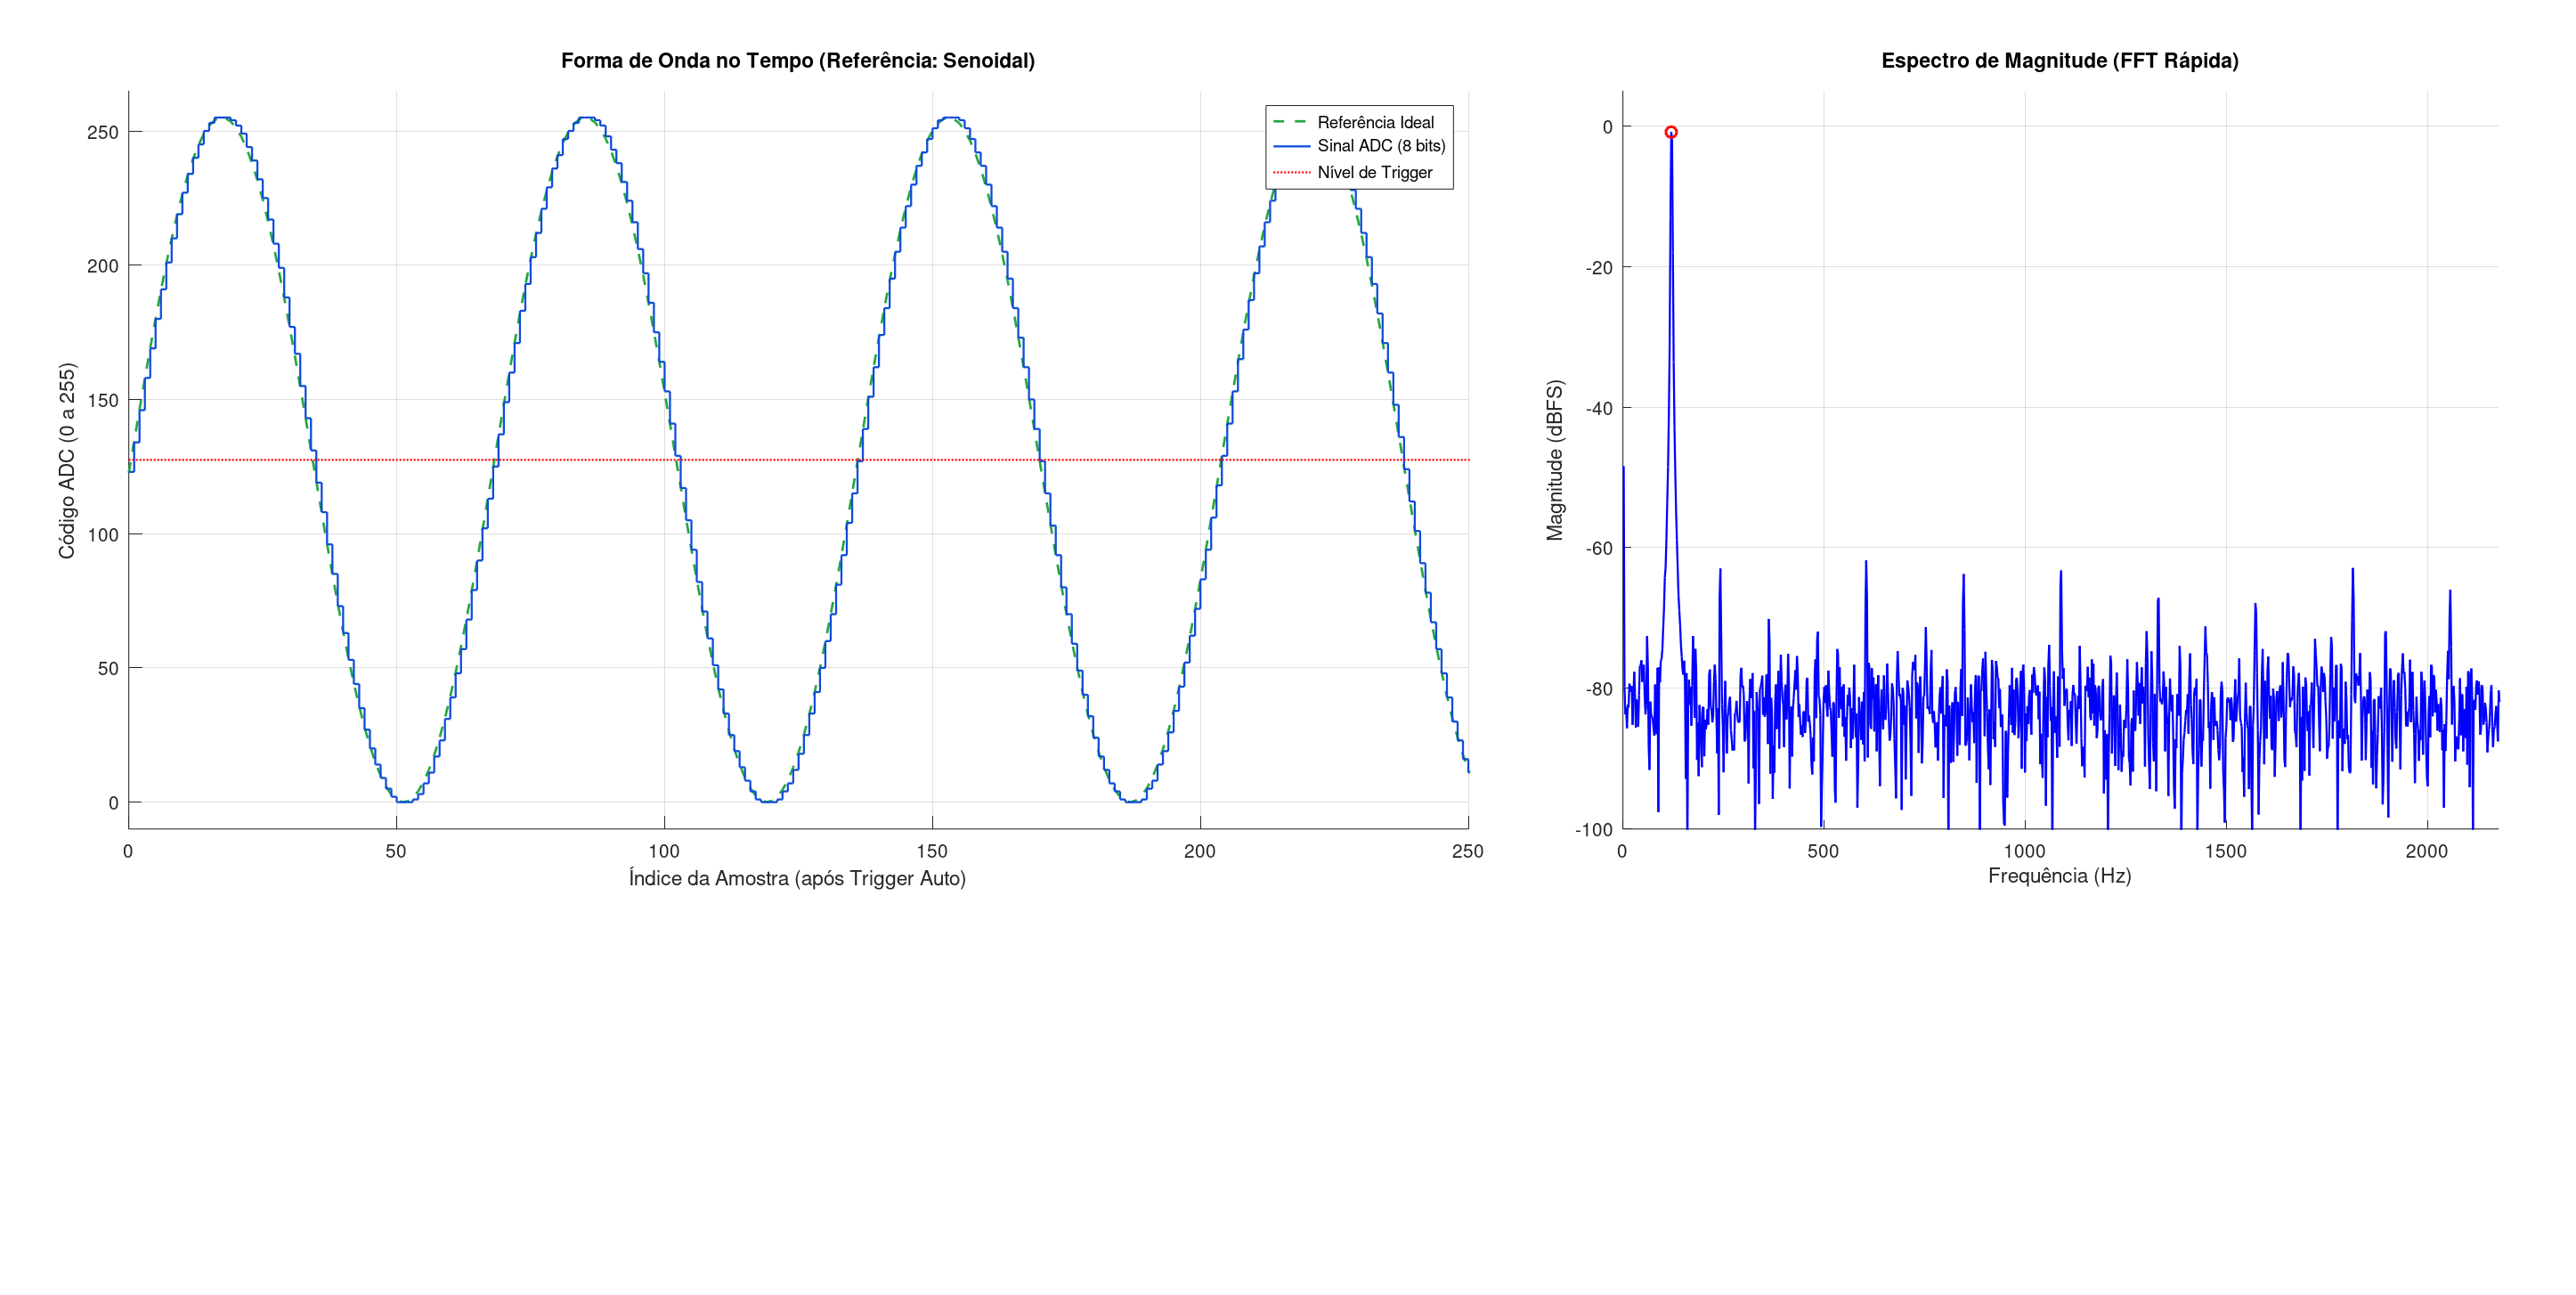 Forma de Onda no Tempo (Referência: Senoidal)
Referência Ideal
Sinal ADC (8 bits)
Nível de Trigger
Código ADC (0 a 255)
250
200
150
100
50
0
0 50 100 150 200 250
Índice da Amostra (após Trigger Auto)
Espectro de Magnitude (FFT Rápida)
Magnitude (dBFS)
0
-20
-40
-60
-80
-100
0 500 1000 1500 2000
Frequência (Hz)